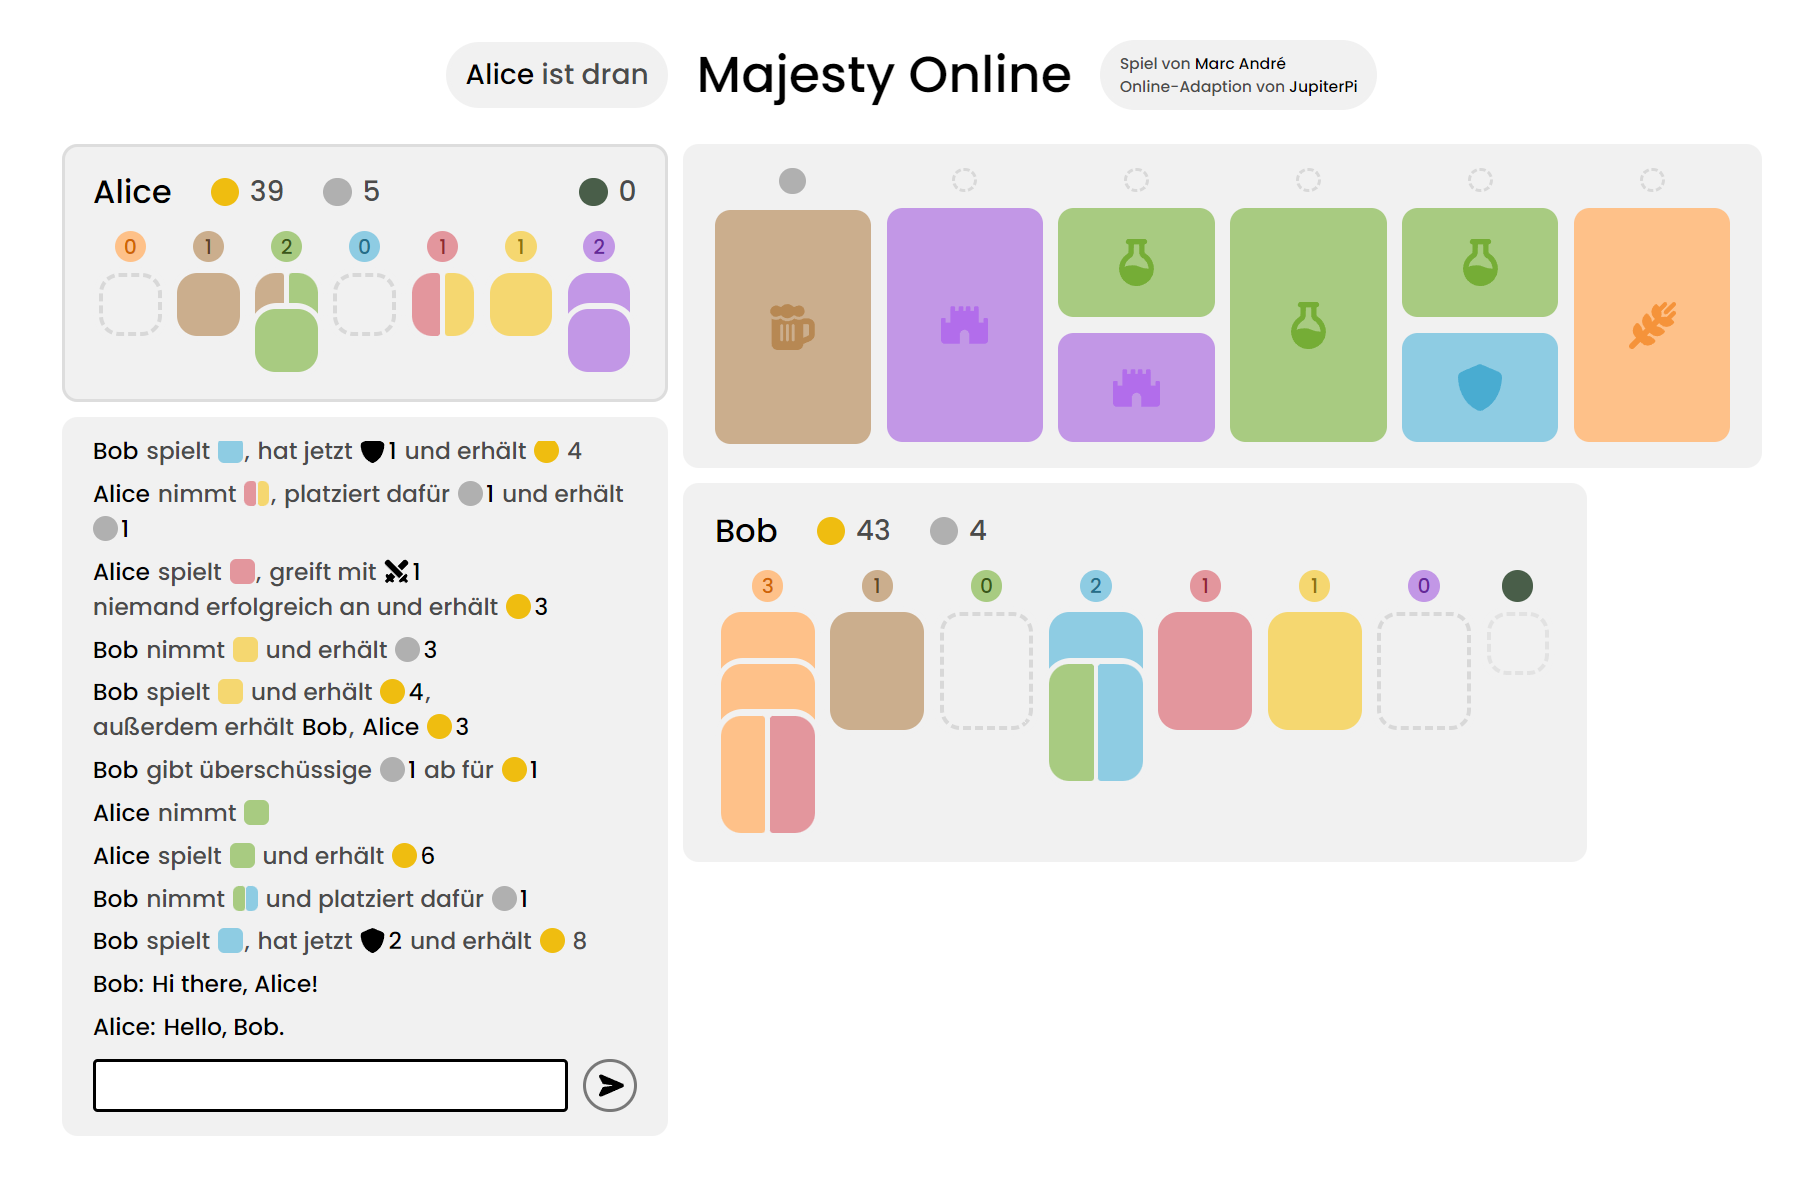 Alice ist dran
Majesty Online
Spiel von Marc André
Online-Adaption von JupiterPi
Alice 39 5 0
0 1 2 0 1 1 2
Bob spielt , hat jetzt 1 und erhält 4
Alice nimmt , platziert dafür 1 und erhält
1
Alice spielt , greift mit 1
niemand erfolgreich an und erhält 3
Bob nimmt und erhält 3
Bob spielt und erhält 4,
außerdem erhält Bob, Alice 3
Bob gibt überschüssige 1 ab für 1
Alice nimmt
Alice spielt und erhält 6
Bob nimmt und platziert dafür 1
Bob spielt , hat jetzt 2 und erhält 8
Bob: Hi there, Alice!
Alice: Hello, Bob.
Bob 43 4
3 1 0 2 1 1 0